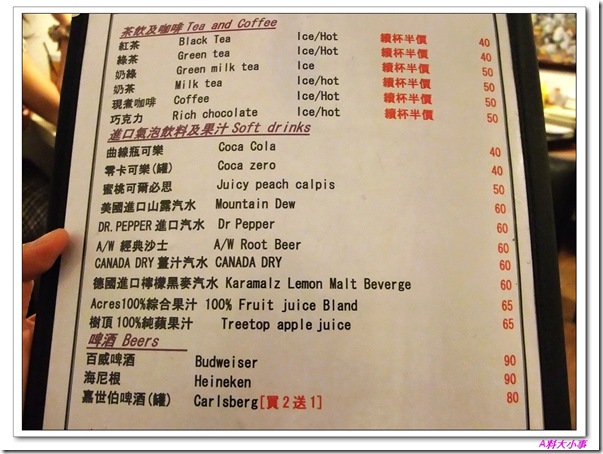 茶飲及咖啡 Tea and Coffee
紅茶 Black Tea Ice/Hot 續杯半價 40
綠茶 Green tea Ice/Hot 續杯半價 40
奶綠 Green milk tea Ice 續杯半價 50
奶茶 Milk tea Ice/Hot 續杯半價 50
現煮咖啡 Coffee Ice/Hot 續杯半價 50
巧克力 Rich chocolate Ice/Hot 續杯半價 50
進口氣泡飲料及果汁 Soft drinks
曲線瓶可樂 Coca Cola 40
零卡可樂(罐) Coca zero 40
蜜桃可爾必思 Juicy peach calpis 50
美國進口山露汽水 Mountain Dew 60
DR. PEPPER 進口汽水 Dr Pepper 60
A/W 經典沙士 A/W Root Beer 60
CANADA DRY 薑汁汽水 CANADA DRY 60
德國進口檸檬黑麥汽水 Karamalz Lemon Malt Beverge 60
Acres100%綜合果汁 100% Fruit juice Bland 65
樹頂 100%純蘋果汁 Treetop apple juice 65
啤酒 Beers
百威啤酒 Budweiser 90
海尼根 Heineken 90
嘉世伯啤酒(罐) Carlsberg[買2送1] 80
A料大小事